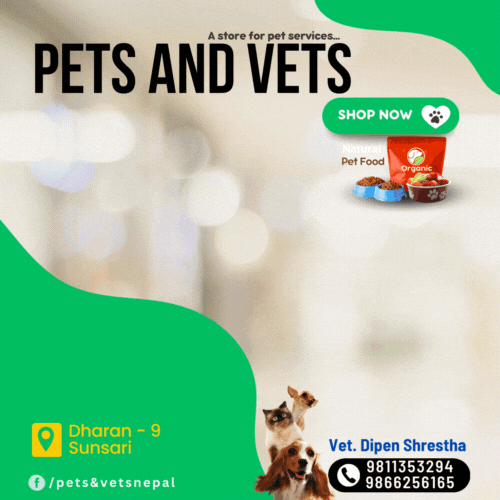 A store for pet services...
PETS AND VETS
SHOP NOW
Natural
Pet Food
Organic
Dharan - 9
Sunsari
/pets&vetsnepal
Vet. Dipen Shrestha
9811353294
9866256165